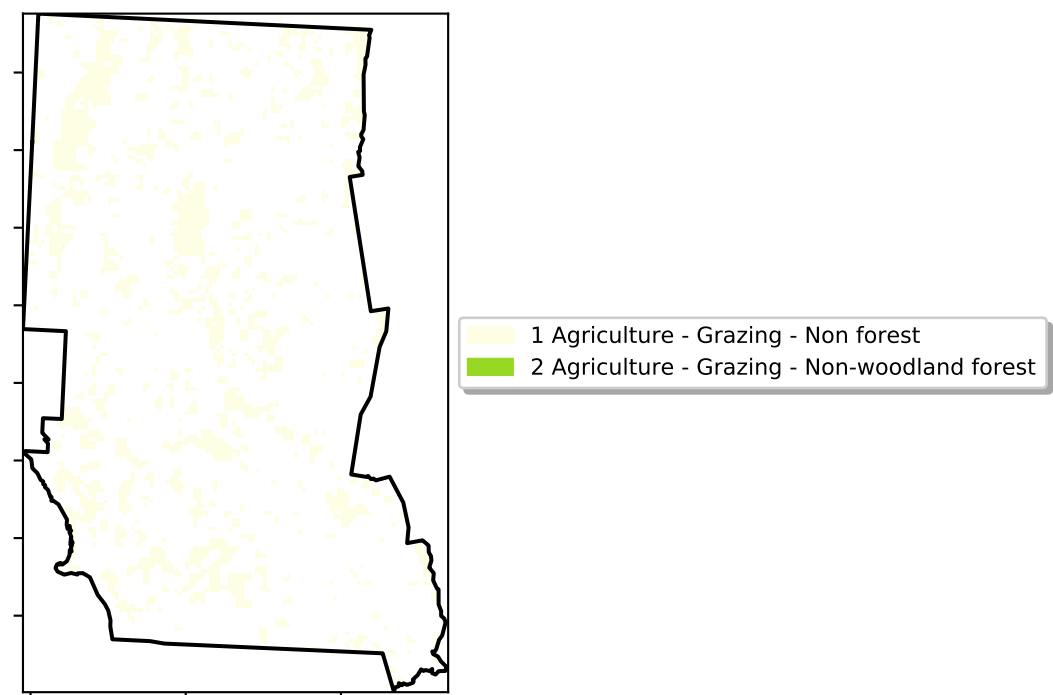 1 Agriculture - Grazing - Non forest
2 Agriculture - Grazing - Non-woodland forest